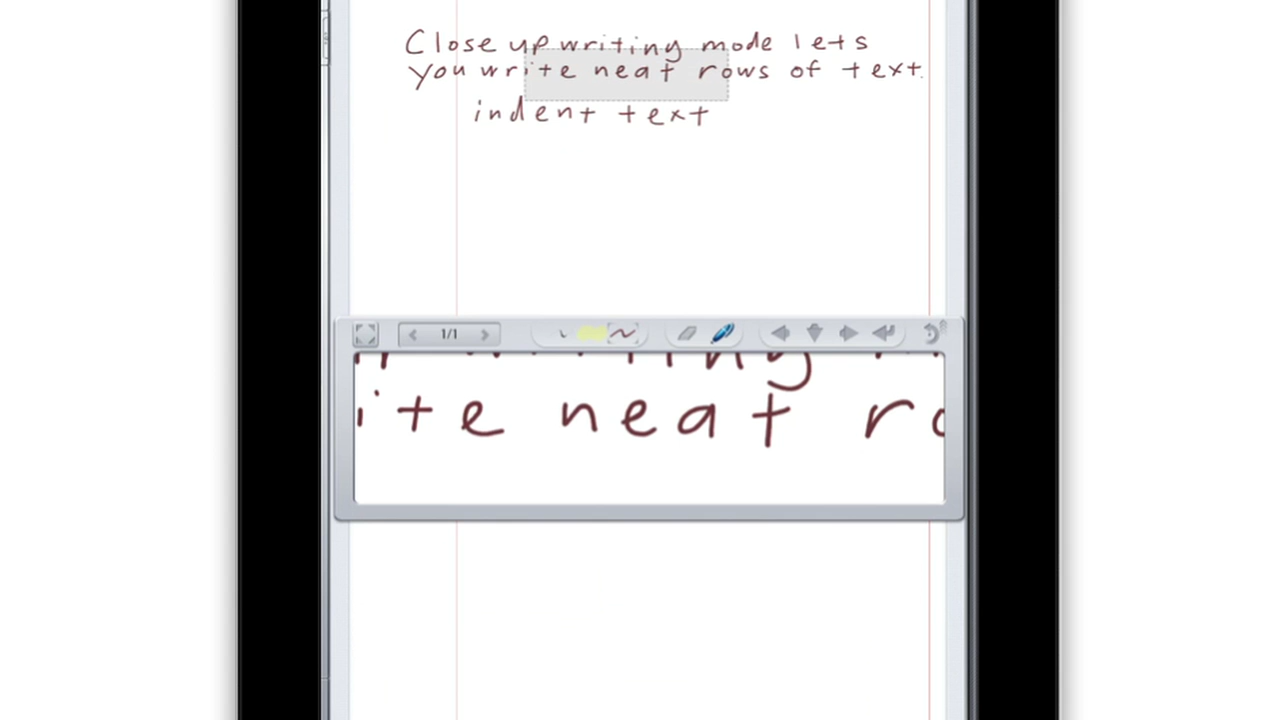 Close up writing mode lets
you write neat rows of text.
indent text
1/1
ite neat ro